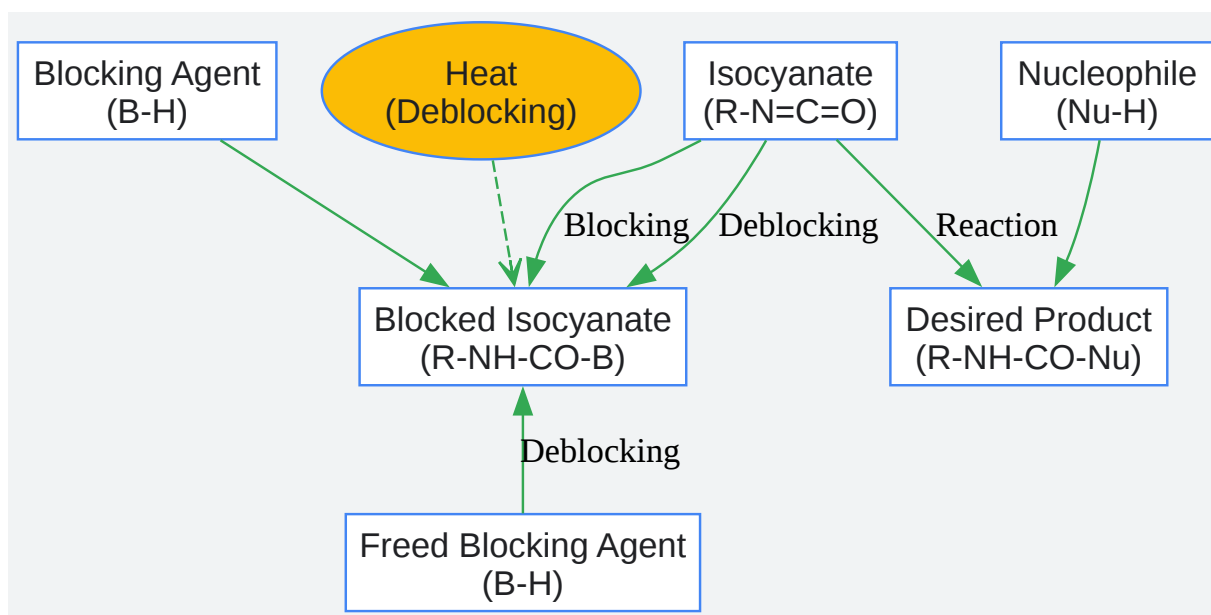 Blocking Agent
(B-H)
Heat
(Deblocking)
Isocyanate
(R-N=C=O)
Nucleophile
(Nu-H)
Blocking
Deblocking
Reaction
Blocked Isocyanate
(R-NH-CO-B)
Desired Product
(R-NH-CO-Nu)
Deblocking
Freed Blocking Agent
(B-H)